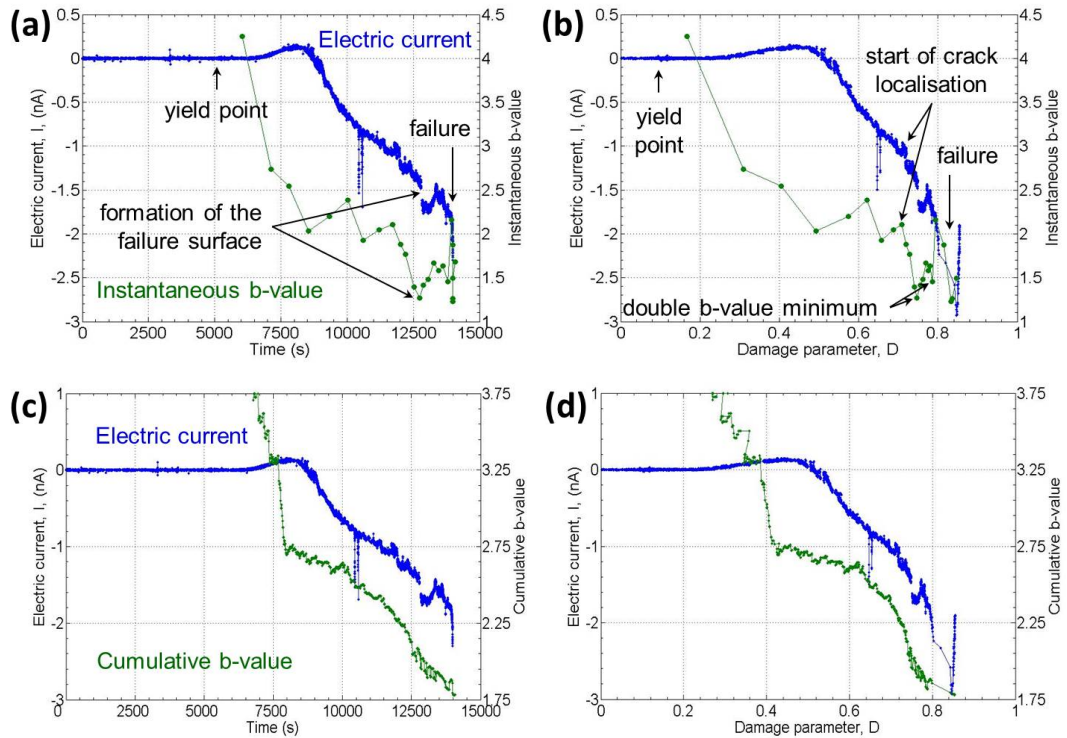 (a)
Electric current
yield point
failure
formation of the
failure surface
Instantaneous b-value
Electric current, I, (nA)
0.5
0
-0.5
-1
-1.5
-2
-2.5
-3
4.5
4
3.5
3
2.5
2
1.5
1
Instantaneous b-value
0 2500 5000 7500 10000 12500 15000
Time (s)
(b)
start of crack
localisation
yield
point
failure
double b-value minimum
Electric current, I, (nA)
0.5
0
-0.5
-1
-1.5
-2
-2.5
-3
4.5
4
3.5
3
2.5
2
1.5
1
Instantaneous b-value
0 0.2 0.4 0.6 0.8 1
Damage parameter, D
(c)
Electric current
Cumulative b-value
Electric current, I, (nA)
1
0
-1
-2
-3
3.75
3.25
2.75
2.25
1.75
Cumulative b-value
0 2500 5000 7500 10000 12500 15000
Time (s)
(d)
Electric current, I, (nA)
1
0
-1
-2
-3
3.75
3.25
2.75
2.25
1.75
Cumulative b-value
0 0.2 0.4 0.6 0.8 1
Damage parameter, D